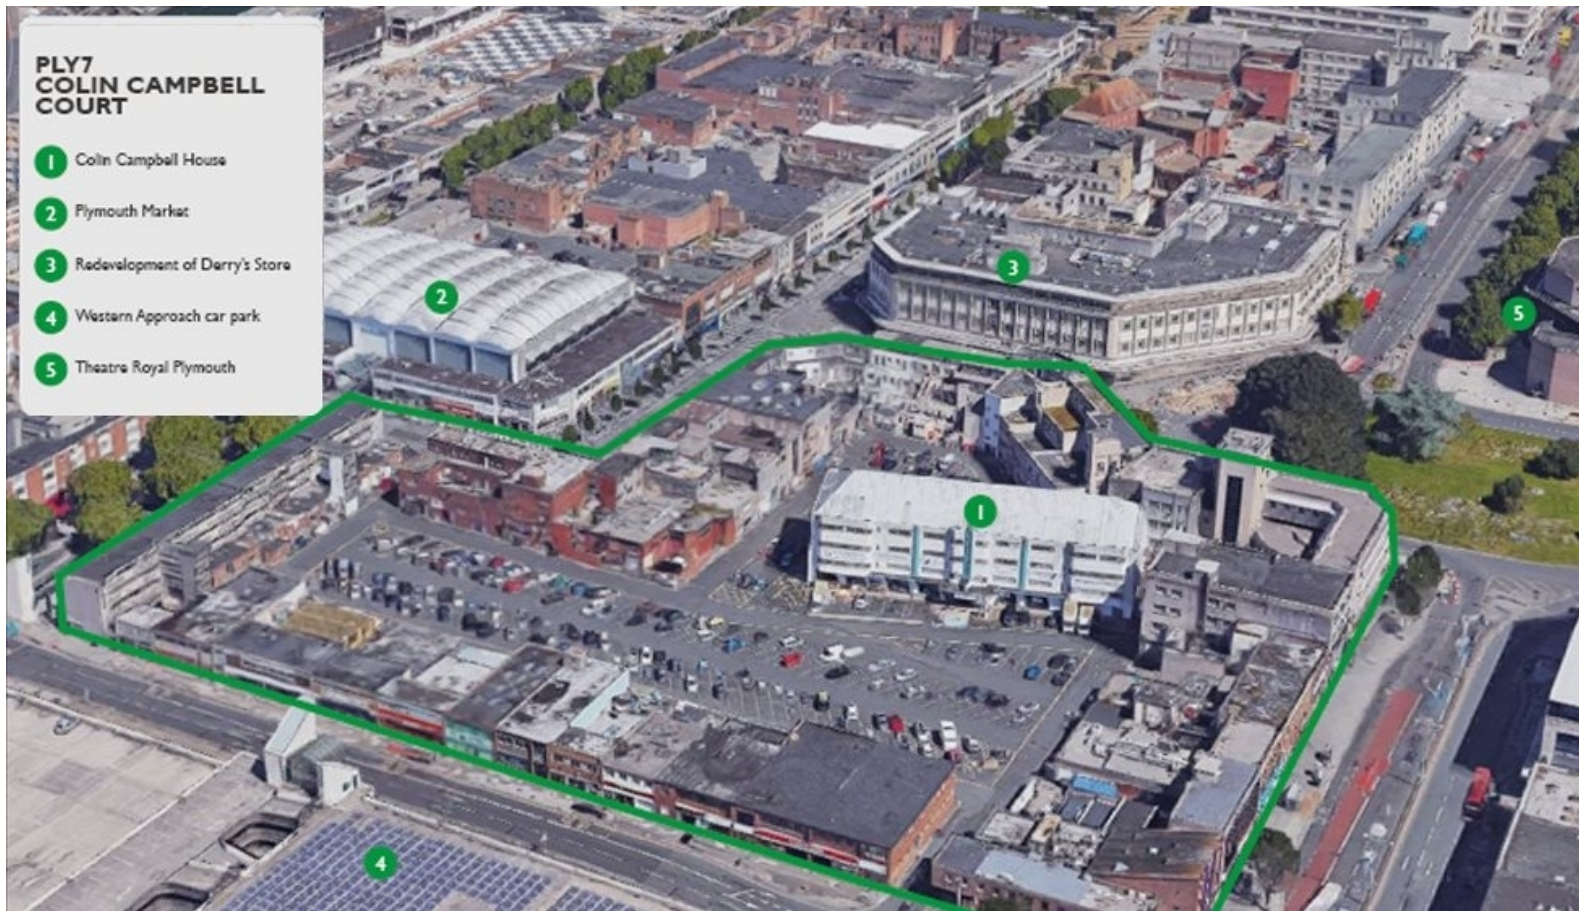 PLY7
COLIN CAMPBELL
COURT
1 Colin Campbell House
2 Plymouth Market
3 Redevelopment of Derry's Store
4 Western Approach car park
5 Theatre Royal Plymouth
2
3
5
1
4